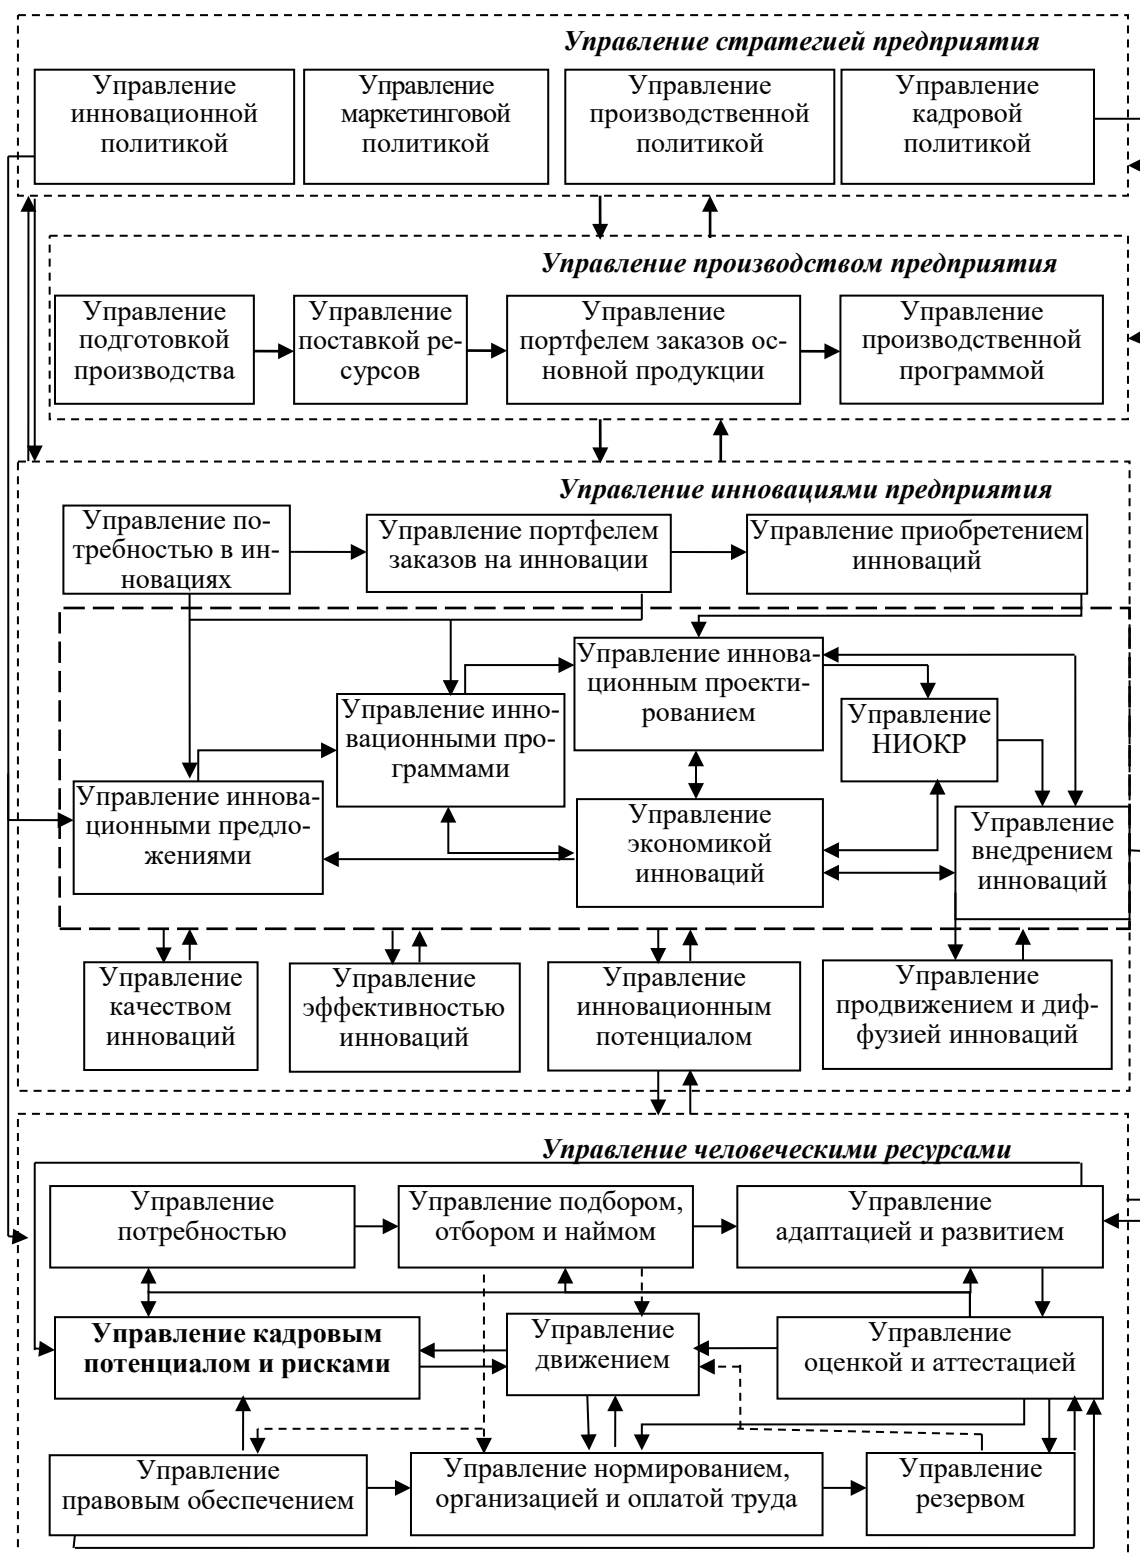 Управление стратегией предприятия
Управление
инновационной
политикой
Управление
маркетинговой
политикой
Управление
производственной
политикой
Управление
кадровой
политикой
Управление производством предприятия
Управление
подготовкой
производства
Управление
поставкой ре-
сурсов
Управление
портфелем заказов ос-
новной продукции
Управление
производственной
программой
Управление инновациями предприятия
Управление по-
требностью в ин-
новациях
Управление портфелем
заказов на инновации
Управление приобретением
инноваций
Управление иннова-
ционным проекти-
рованием
Управление инно-
вационными про-
граммами
Управление
НИОКР
Управление иннова-
ционными предло-
жениями
Управление
экономикой
инноваций
Управление
внедрением
инноваций
Управление
качеством
инноваций
Управление
эффективностью
инноваций
Управление
инновационным
потенциалом
Управление
продвижением и диф-
фузией инноваций
Управление человеческими ресурсами
Управление
потребностью
Управление подбором,
отбором и наймом
Управление
адаптацией и развитием
Управление кадровым
потенциалом и рисками
Управление
движением
Управление
оценкой и аттестацией
Управление
правовым обеспечением
Управление нормированием,
организацией и оплатой труда
Управление
резервом